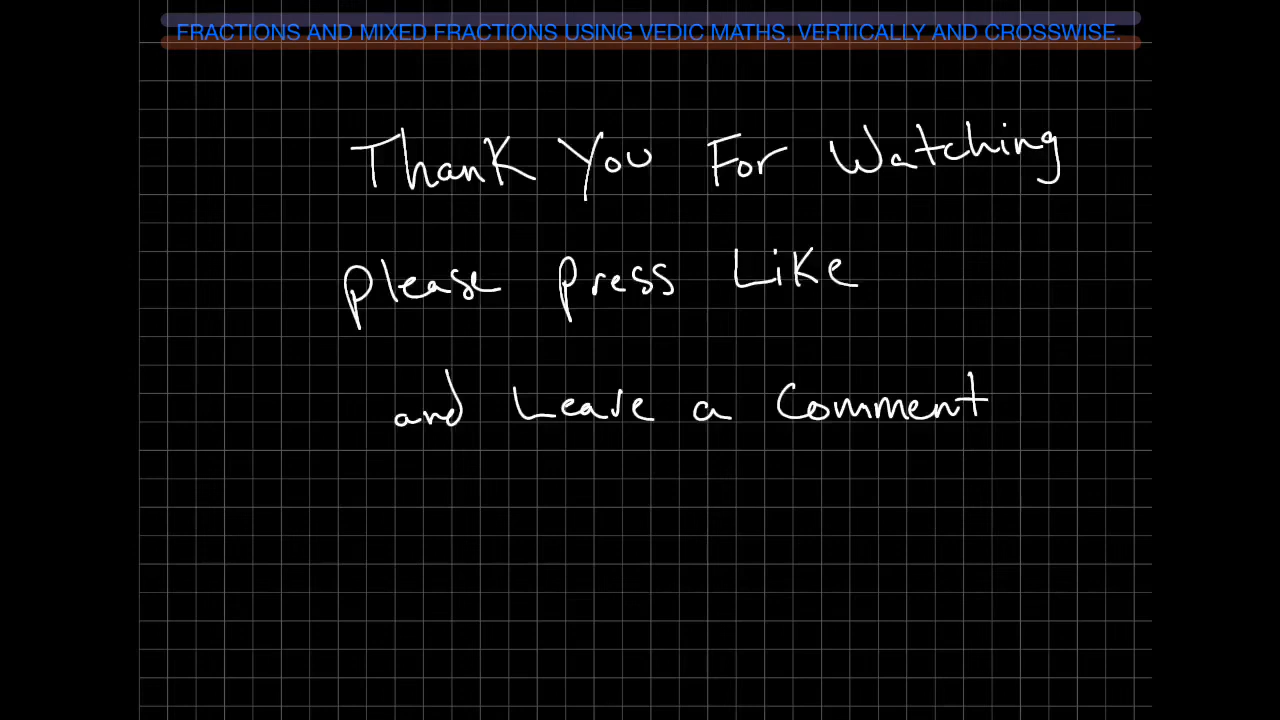 FRACTIONS AND MIXED FRACTIONS USING VEDIC MATHS, VERTICALLY AND CROSSWISE.
Thank You For Watching
please press Like
and Leave a Comment